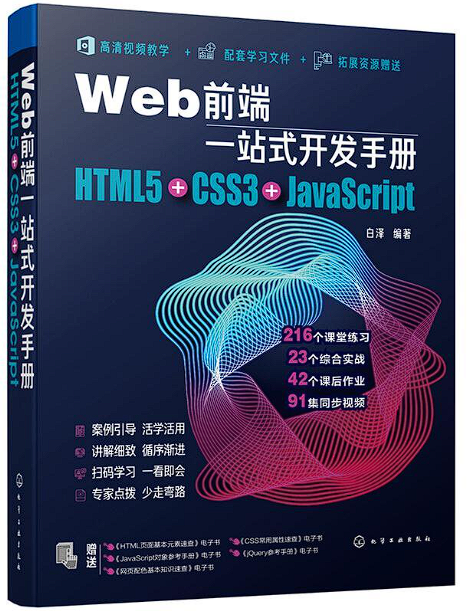 高清视频教学 + 配套学习文件 + 拓展资源赠送
Web前端
一站式开发手册
HTML5+CSS3+JavaScript
白泽 编著
216个课堂练习
23个综合实战
42个课后作业
91集同步视频
案例引导 活学活用
讲解细致 循序渐进
扫码学习 一看即会
专家点拨 少走弯路
赠送
《HTML页面基本元素速查》电子书
《CSS常用属性速查》电子书
《JavaScript对象参考手册》电子书
《jQuery参考手册》电子书
《网页配色基本知识速查》电子书
化学工业出版社
Web前端一站式开发手册
HTML5+CSS3+JavaScript